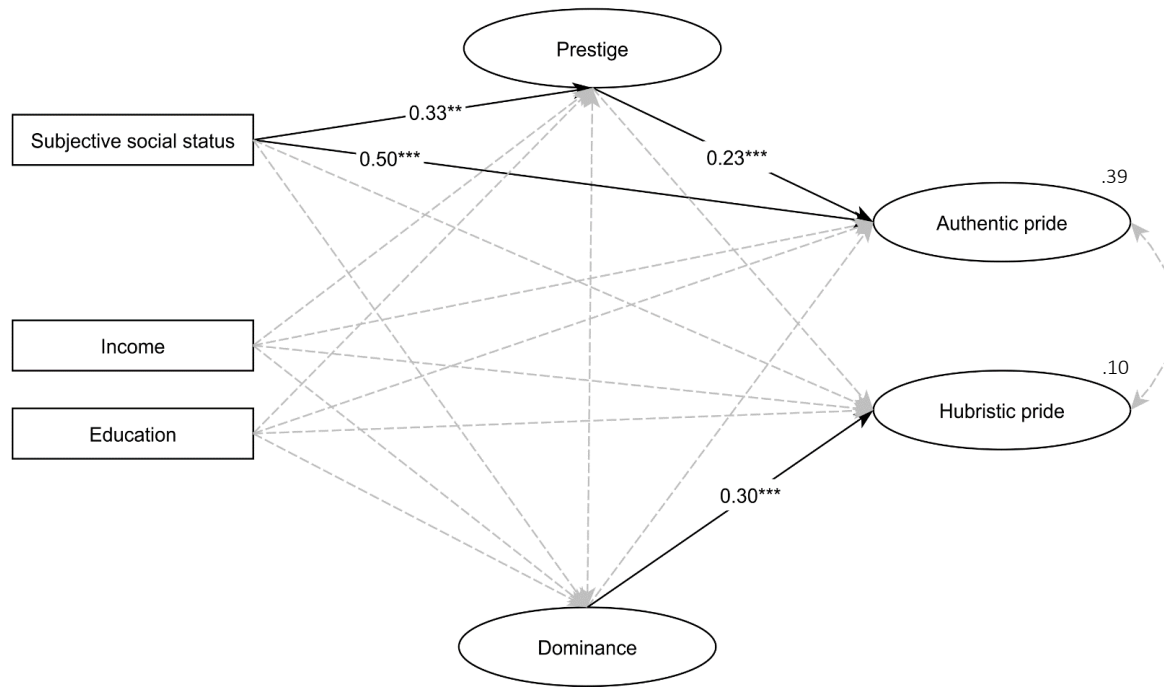 Prestige
0.33**
Subjective social status
0.50***
0.23***
.39
Authentic pride
Income
.10
Hubristic pride
Education
0.30***
Dominance